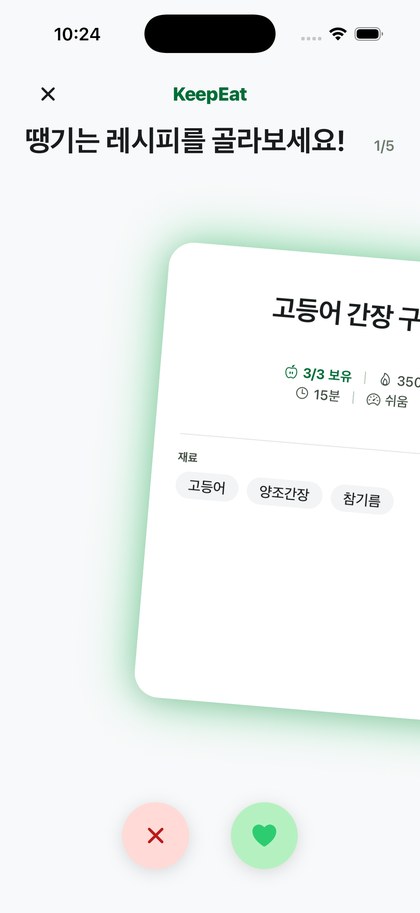 10:24
KeepEat
땡기는 레시피를 골라보세요!
1/5
고등어 간장 구
3/3 보유 | 350
15분 | 쉬움
재료
고등어 양조간장 참기름